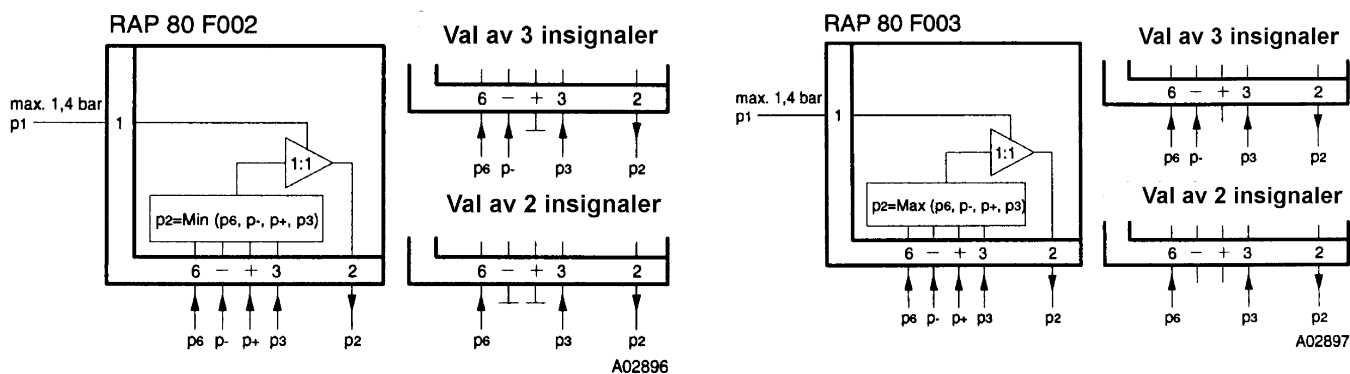 RAP 80 F002
Val av 3 insignaler
max. 1,4 bar
p1
1
6 − + 3 2
1:1
p6 p- p3 p2
p2=Min (p6, p-, p+, p3)
Val av 2 insignaler
6 − + 3 2
6 − + 3 2
p6 p- p+ p3 p2
p6 p3 p2
A02896
RAP 80 F003
Val av 3 insignaler
max. 1,4 bar
p1
1
6 − + 3 2
1:1
p6 p- p3 p2
p2=Max (p6, p-, p+, p3)
Val av 2 insignaler
6 − + 3 2
6 − + 3 2
p6 p- p+ p3 p2
p6 p3 p2
A02897